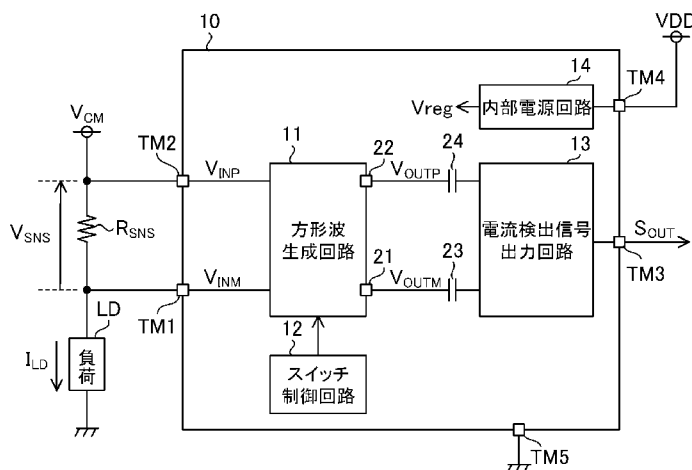 10
VDD
14
TM4
Vreg
内部電源回路
VCM
TM2
11
22
24
13
VINP
VOUTP
方形波
生成回路
電流検出信号
出力回路
SOUT
VSNS
RSNS
21
23
TM3
VINM
VOUTM
TM1
LD
12
ILD
負荷
スイッチ
制御回路
TM5